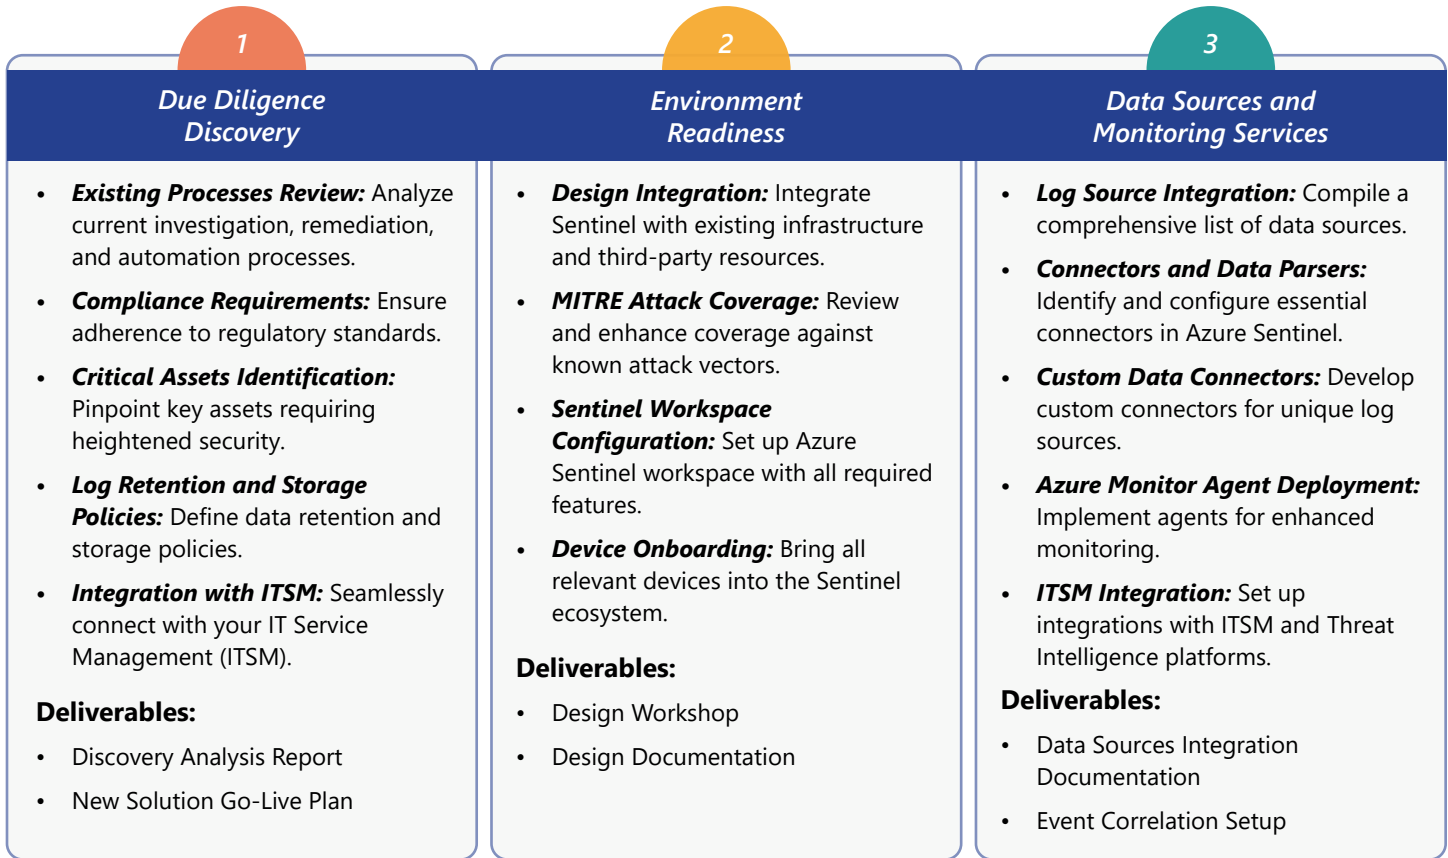 1
Due Diligence
Discovery
• Existing Processes Review: Analyze
current investigation, remediation,
and automation processes.
• Compliance Requirements: Ensure
adherence to regulatory standards.
• Critical Assets Identification:
Pinpoint key assets requiring
heightened security.
• Log Retention and Storage
Policies: Define data retention and
storage policies.
• Integration with ITSM: Seamlessly
connect with your IT Service
Management (ITSM).
Deliverables:
• Discovery Analysis Report
• New Solution Go-Live Plan
2
Environment
Readiness
• Design Integration: Integrate
Sentinel with existing infrastructure
and third-party resources.
• MITRE Attack Coverage: Review
and enhance coverage against
known attack vectors.
• Sentinel Workspace
Configuration: Set up Azure
Sentinel workspace with all required
features.
• Device Onboarding: Bring all
relevant devices into the Sentinel
ecosystem.
Deliverables:
• Design Workshop
• Design Documentation
3
Data Sources and
Monitoring Services
• Log Source Integration: Compile a
comprehensive list of data sources.
• Connectors and Data Parsers:
Identify and configure essential
connectors in Azure Sentinel.
• Custom Data Connectors: Develop
custom connectors for unique log
sources.
• Azure Monitor Agent Deployment:
Implement agents for enhanced
monitoring.
• ITSM Integration: Set up
integrations with ITSM and Threat
Intelligence platforms.
Deliverables:
• Data Sources Integration
Documentation
• Event Correlation Setup